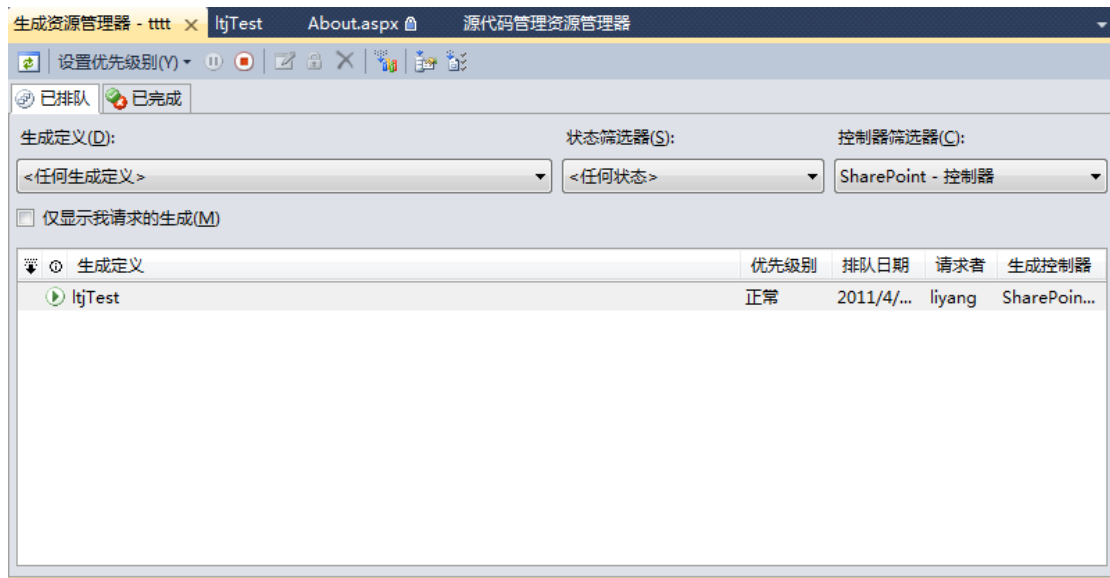 生成资源管理器 - tttt ltjTest About.aspx 源代码管理资源管理器
设置优先级别(Y)
已排队 已完成
生成定义(D): 状态筛选器(S): 控制器筛选器(C):
<任何生成定义> <任何状态> SharePoint - 控制器
仅显示我请求的生成(M)
生成定义 优先级别 排队日期 请求者 生成控制器
ltjTest 正常 2011/4/... liyang SharePoin...